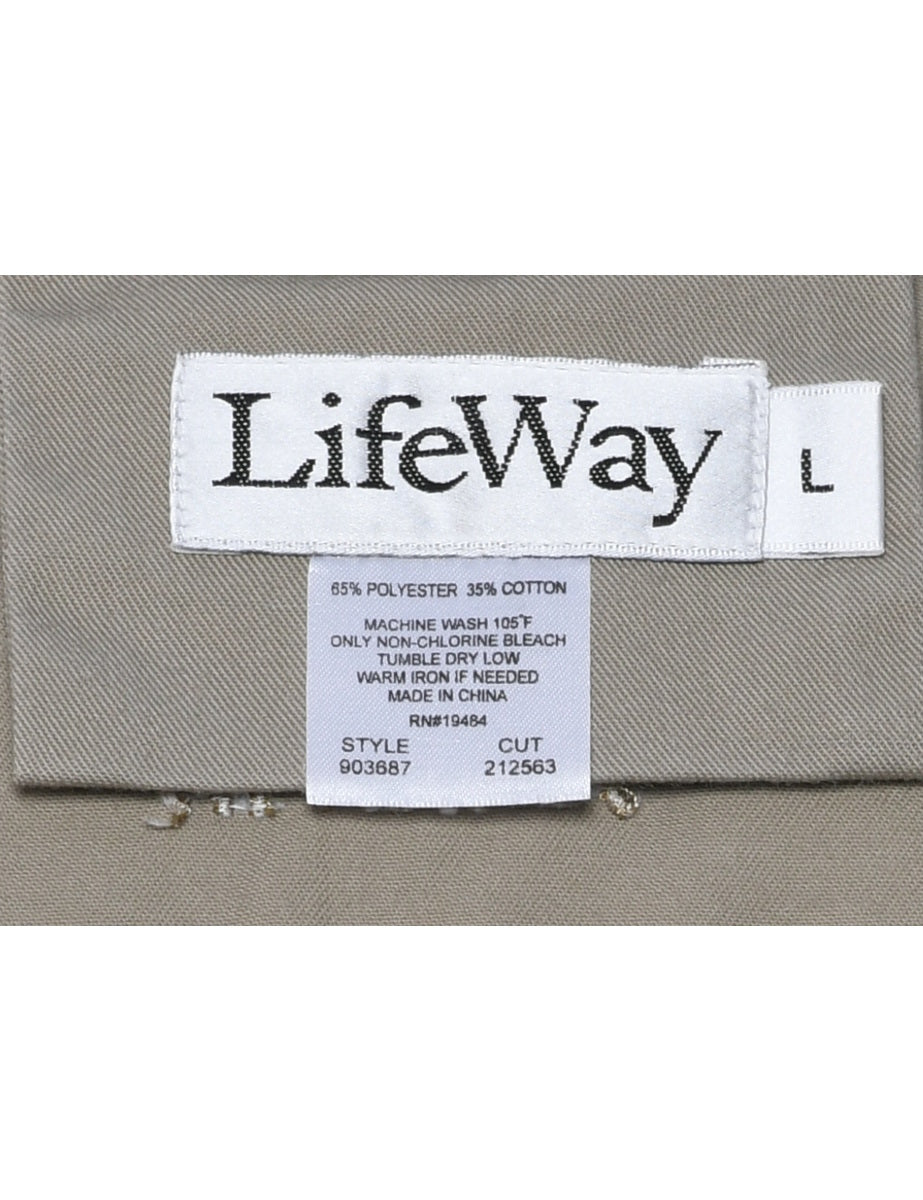 LifeWay
L
65% POLYESTER 35% COTTON
MACHINE WASH 105°F
ONLY NON-CHLORINE BLEACH
TUMBLE DRY LOW
WARM IRON IF NEEDED
MADE IN CHINA
RN#19484
STYLE CUT
903687 212563